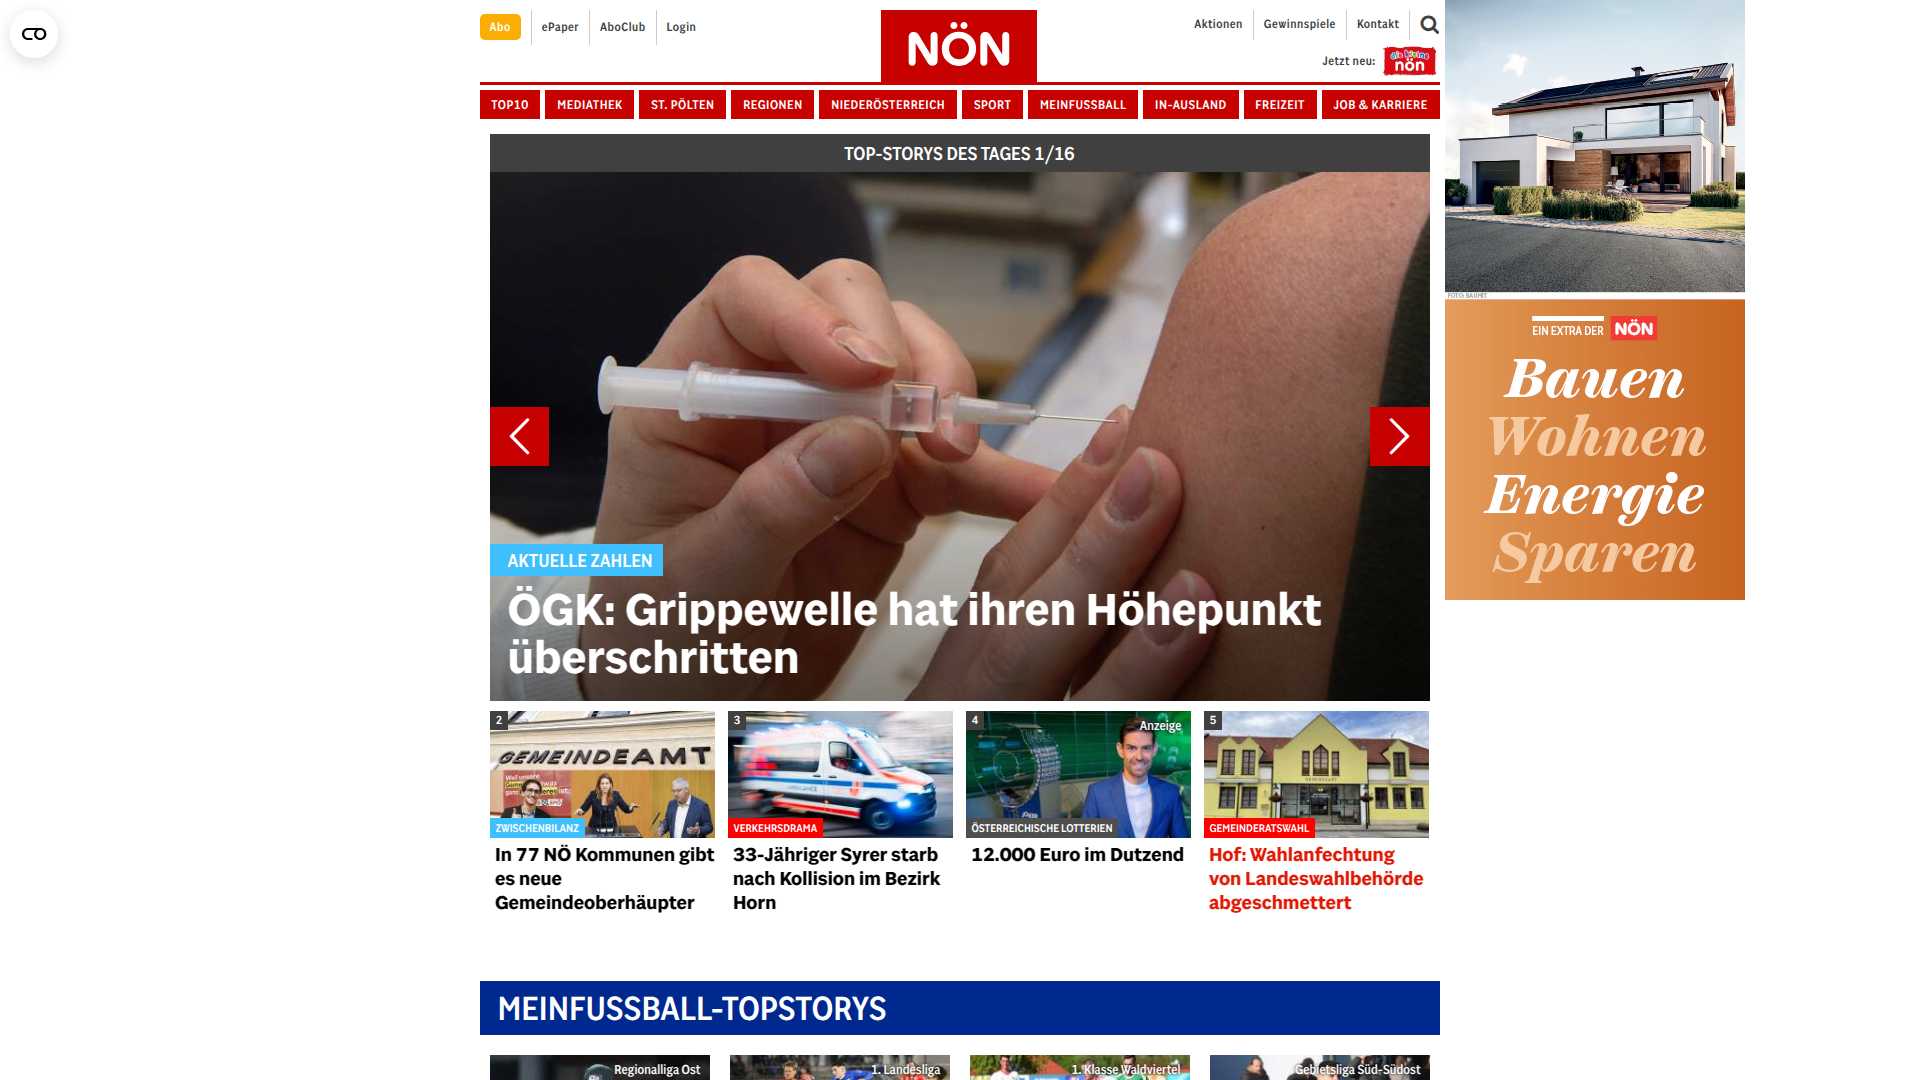 Abo
ePaper
AboClub
Login
NÖN
Aktionen
Gewinnspiele
Kontakt
Jetzt neu:
die kleine
nön
TOP10
MEDIATHEK
ST. PÖLTEN
REGIONEN
NIEDERÖSTERREICH
SPORT
MEINFUSSBALL
IN-AUSLAND
FREIZEIT
JOB & KARRIERE
TOP-STORYS DES TAGES 1/16
AKTUELLE ZAHLEN
ÖGK: Grippewelle hat ihren Höhepunkt
überschritten
FOTO: BAUMIT
EIN EXTRA DER NÖN
Bauen
Wohnen
Energie
Sparen
2
GEMEINDEAMT
ZWISCHENBILANZ
In 77 NÖ Kommunen gibt
es neue
Gemeindeoberhäupter
3
VERKEHRSDRAMA
33-Jähriger Syrer starb
nach Kollision im Bezirk
Horn
4
Anzeige
ÖSTERREICHISCHE LOTTERIEN
12.000 Euro im Dutzend
5
GEMEINDERATSWAHL
Hof: Wahlanfechtung
von Landeswahlbehörde
abgeschmettert
MEINFUSSBALL-TOPSTORYS
Regionalliga Ost
1. Landesliga
1. Klasse Waldviertel
Gebietsliga Süd-Südost